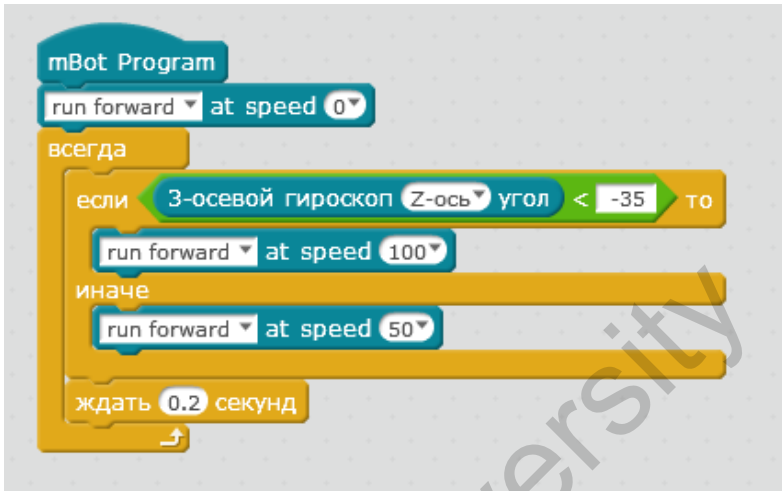 mBot Program
run forward at speed 0
всегда
если 3-осевой гироскоп Z-ось угол < -35 то
run forward at speed 100
иначе
run forward at speed 50
ждать 0.2 секунд